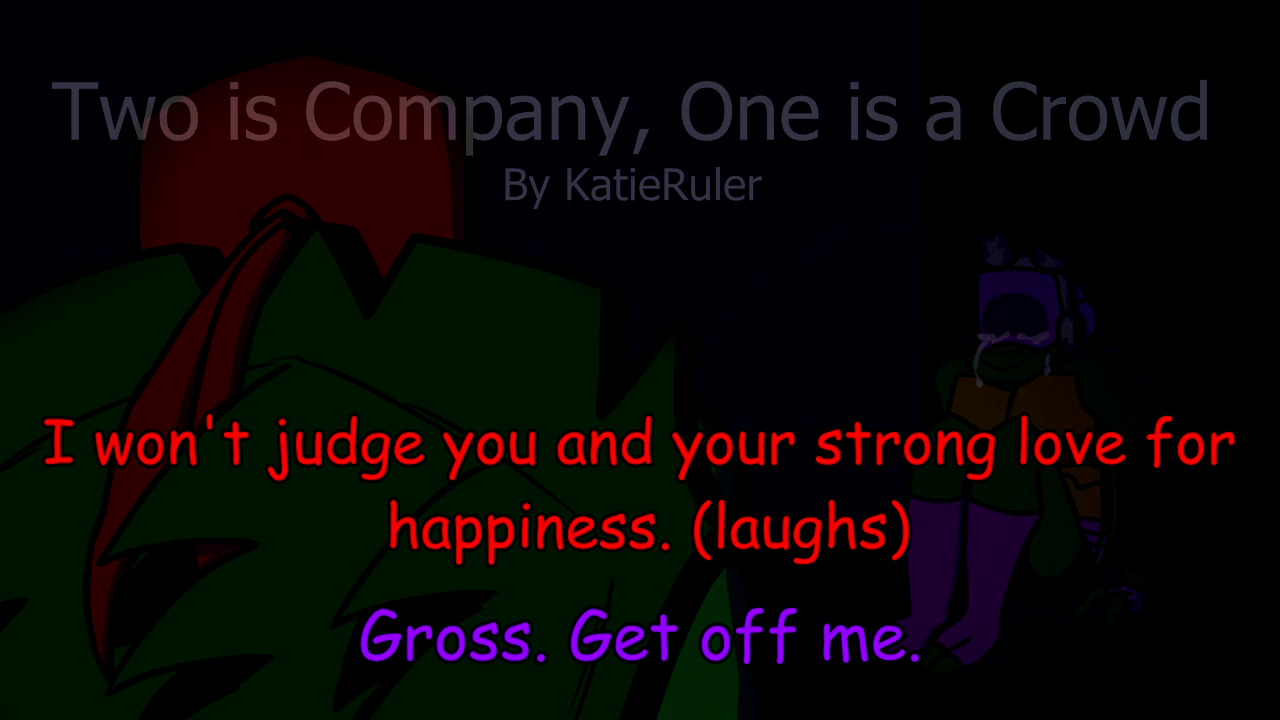 Two is Company, One is a Crowd
By KatieRuler
I won't judge you and your strong love for
happiness. (laughs)
Gross. Get off me.